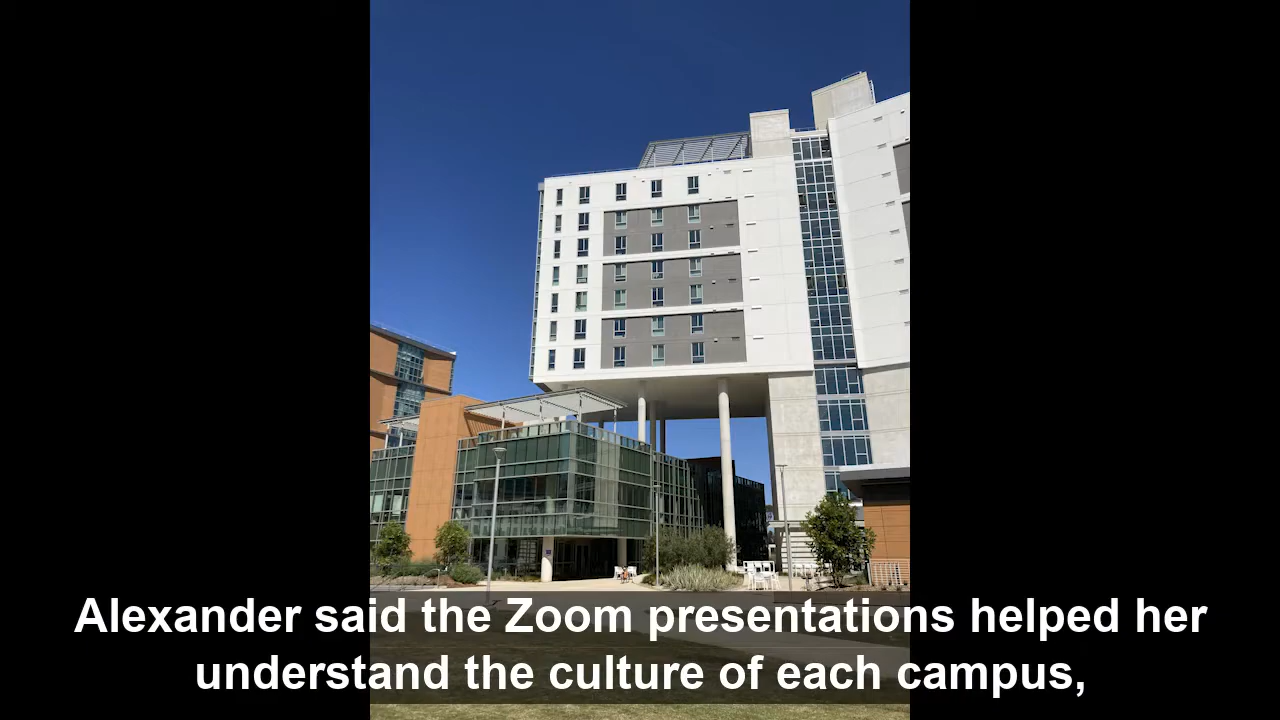 Alexander said the Zoom presentations helped her
understand the culture of each campus,